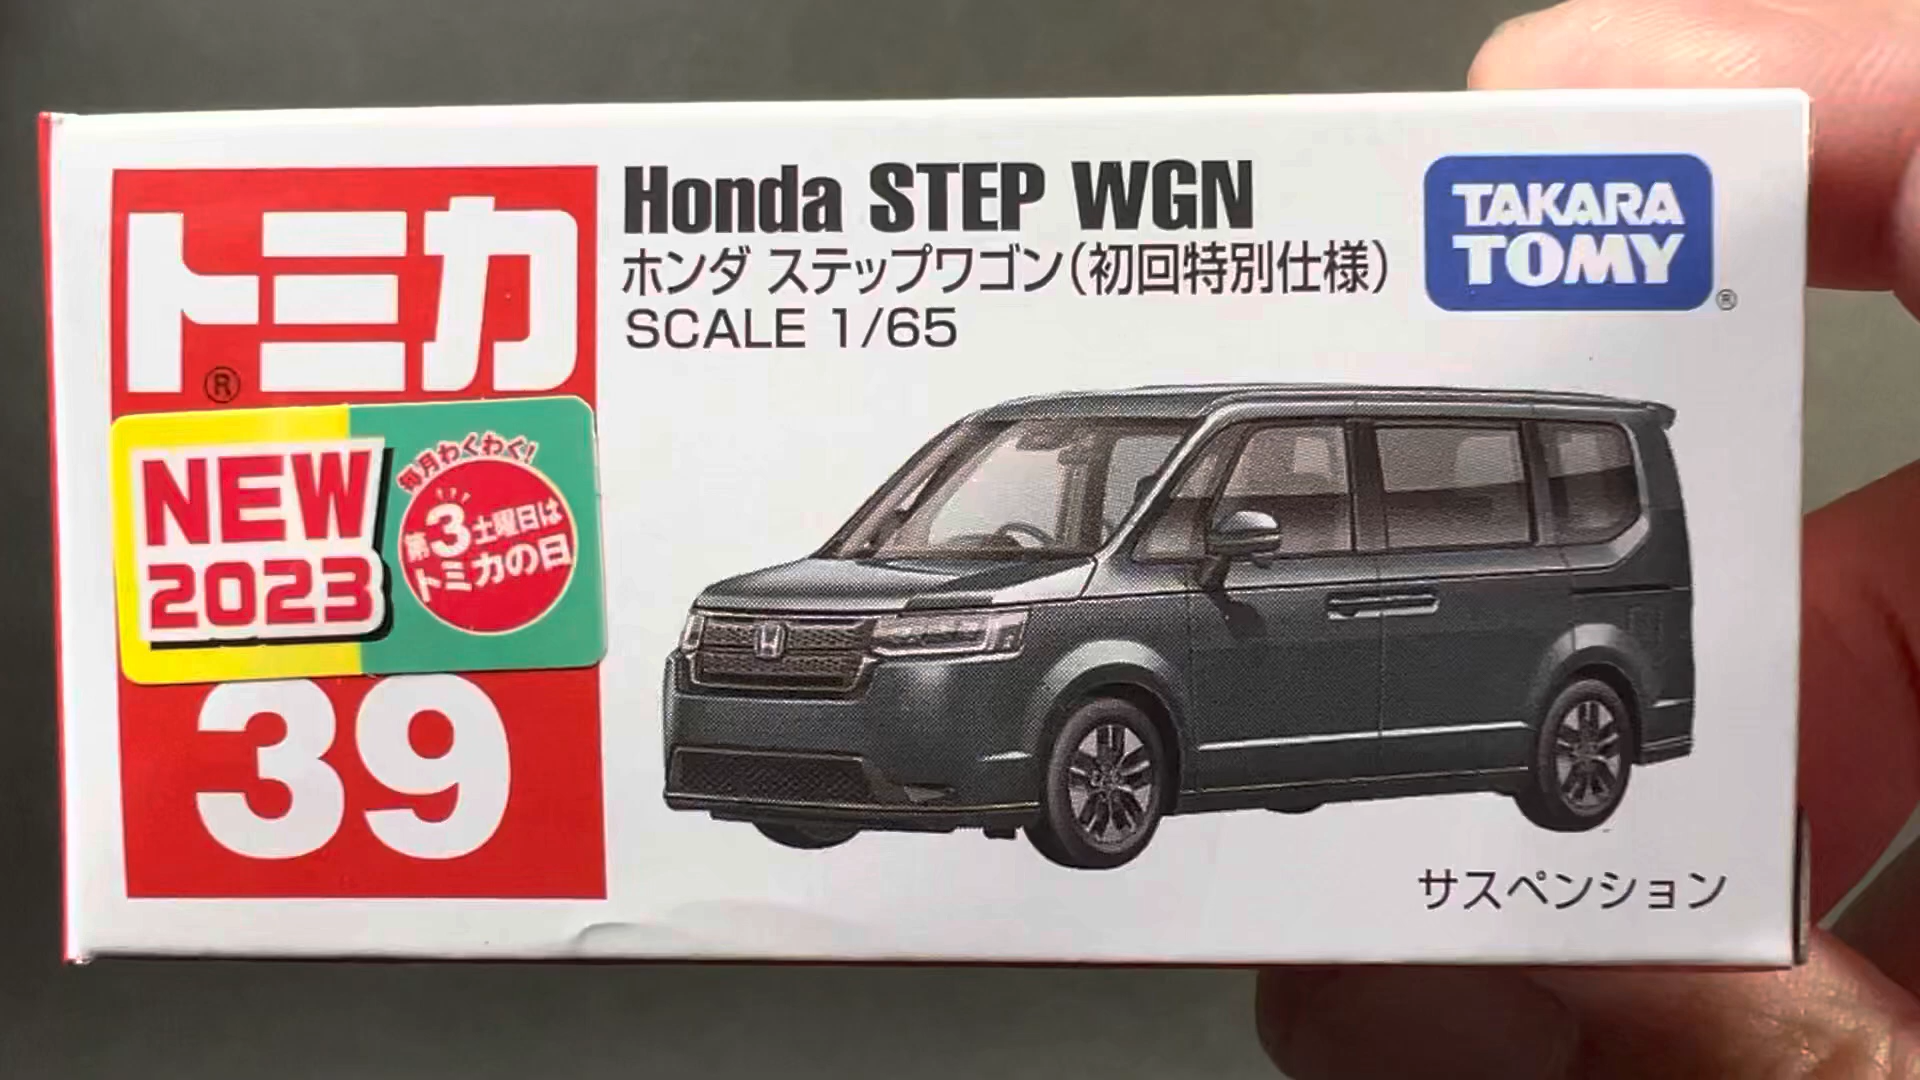 トミカ
®
NEW
2023
毎月わくわく!
第3土曜日は
トミカの日
39
Honda STEP WGN
ホンダ ステップワゴン(初回特別仕様)
SCALE 1/65
TAKARA
TOMY
®
サスペンション